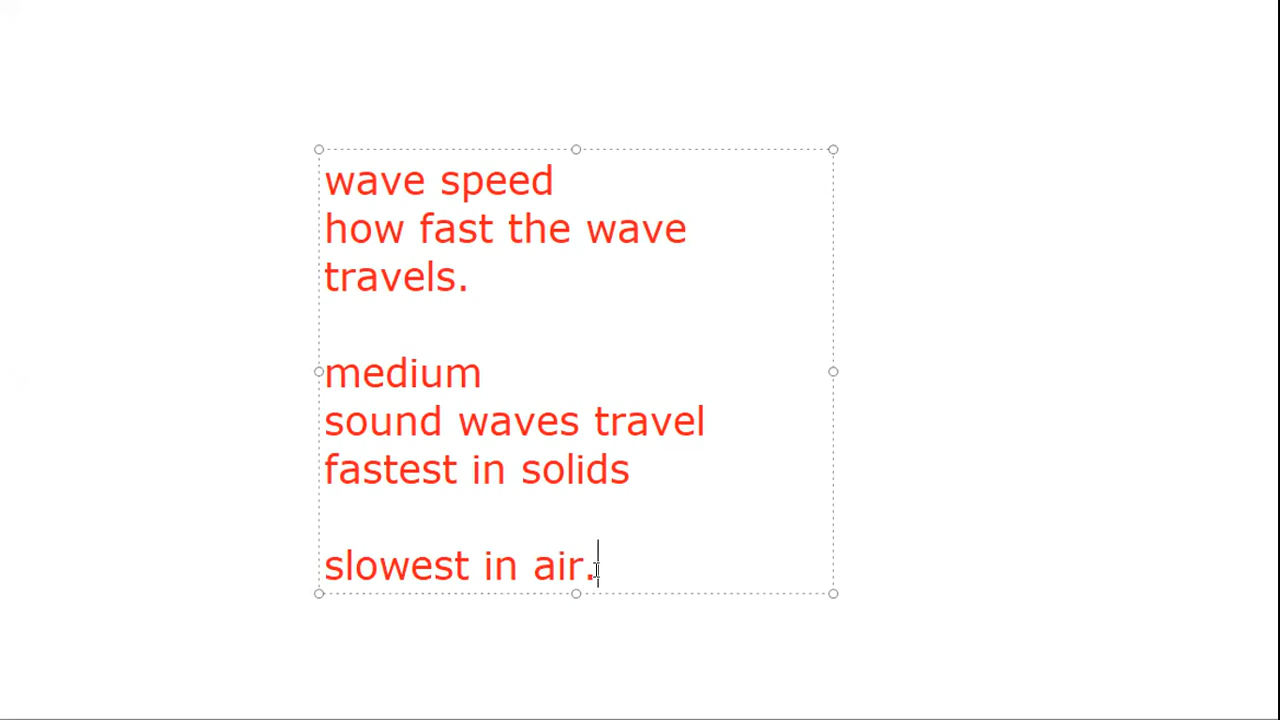 wave speed
how fast the wave
travels.
medium
sound waves travel
fastest in solids
slowest in air.